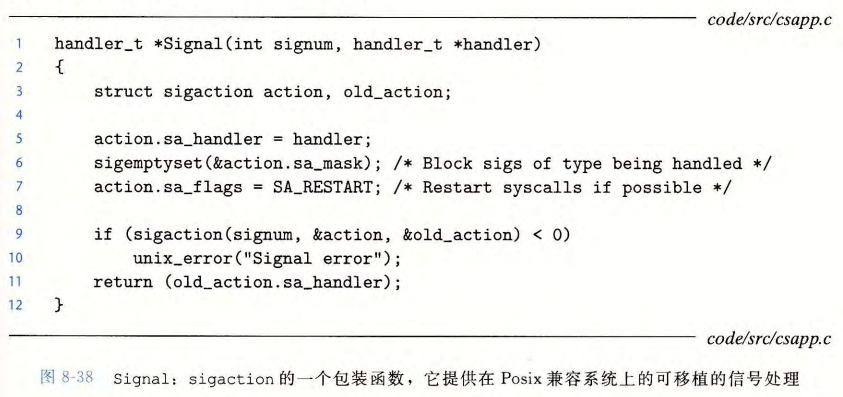 code/src/csapp.c
1 handler_t *Signal(int signum, handler_t *handler)
2 {
3     struct sigaction action, old_action;
4
5     action.sa_handler = handler;
6     sigemptyset(&action.sa_mask); /* Block sigs of type being handled */
7     action.sa_flags = SA_RESTART; /* Restart syscalls if possible */
8
9     if (sigaction(signum, &action, &old_action) < 0)
10         unix_error("Signal error");
11     return (old_action.sa_handler);
12 }
code/src/csapp.c
图 8-38 Signal：sigaction 的一个包装函数，它提供在 Posix 兼容系统上的可移植的信号处理